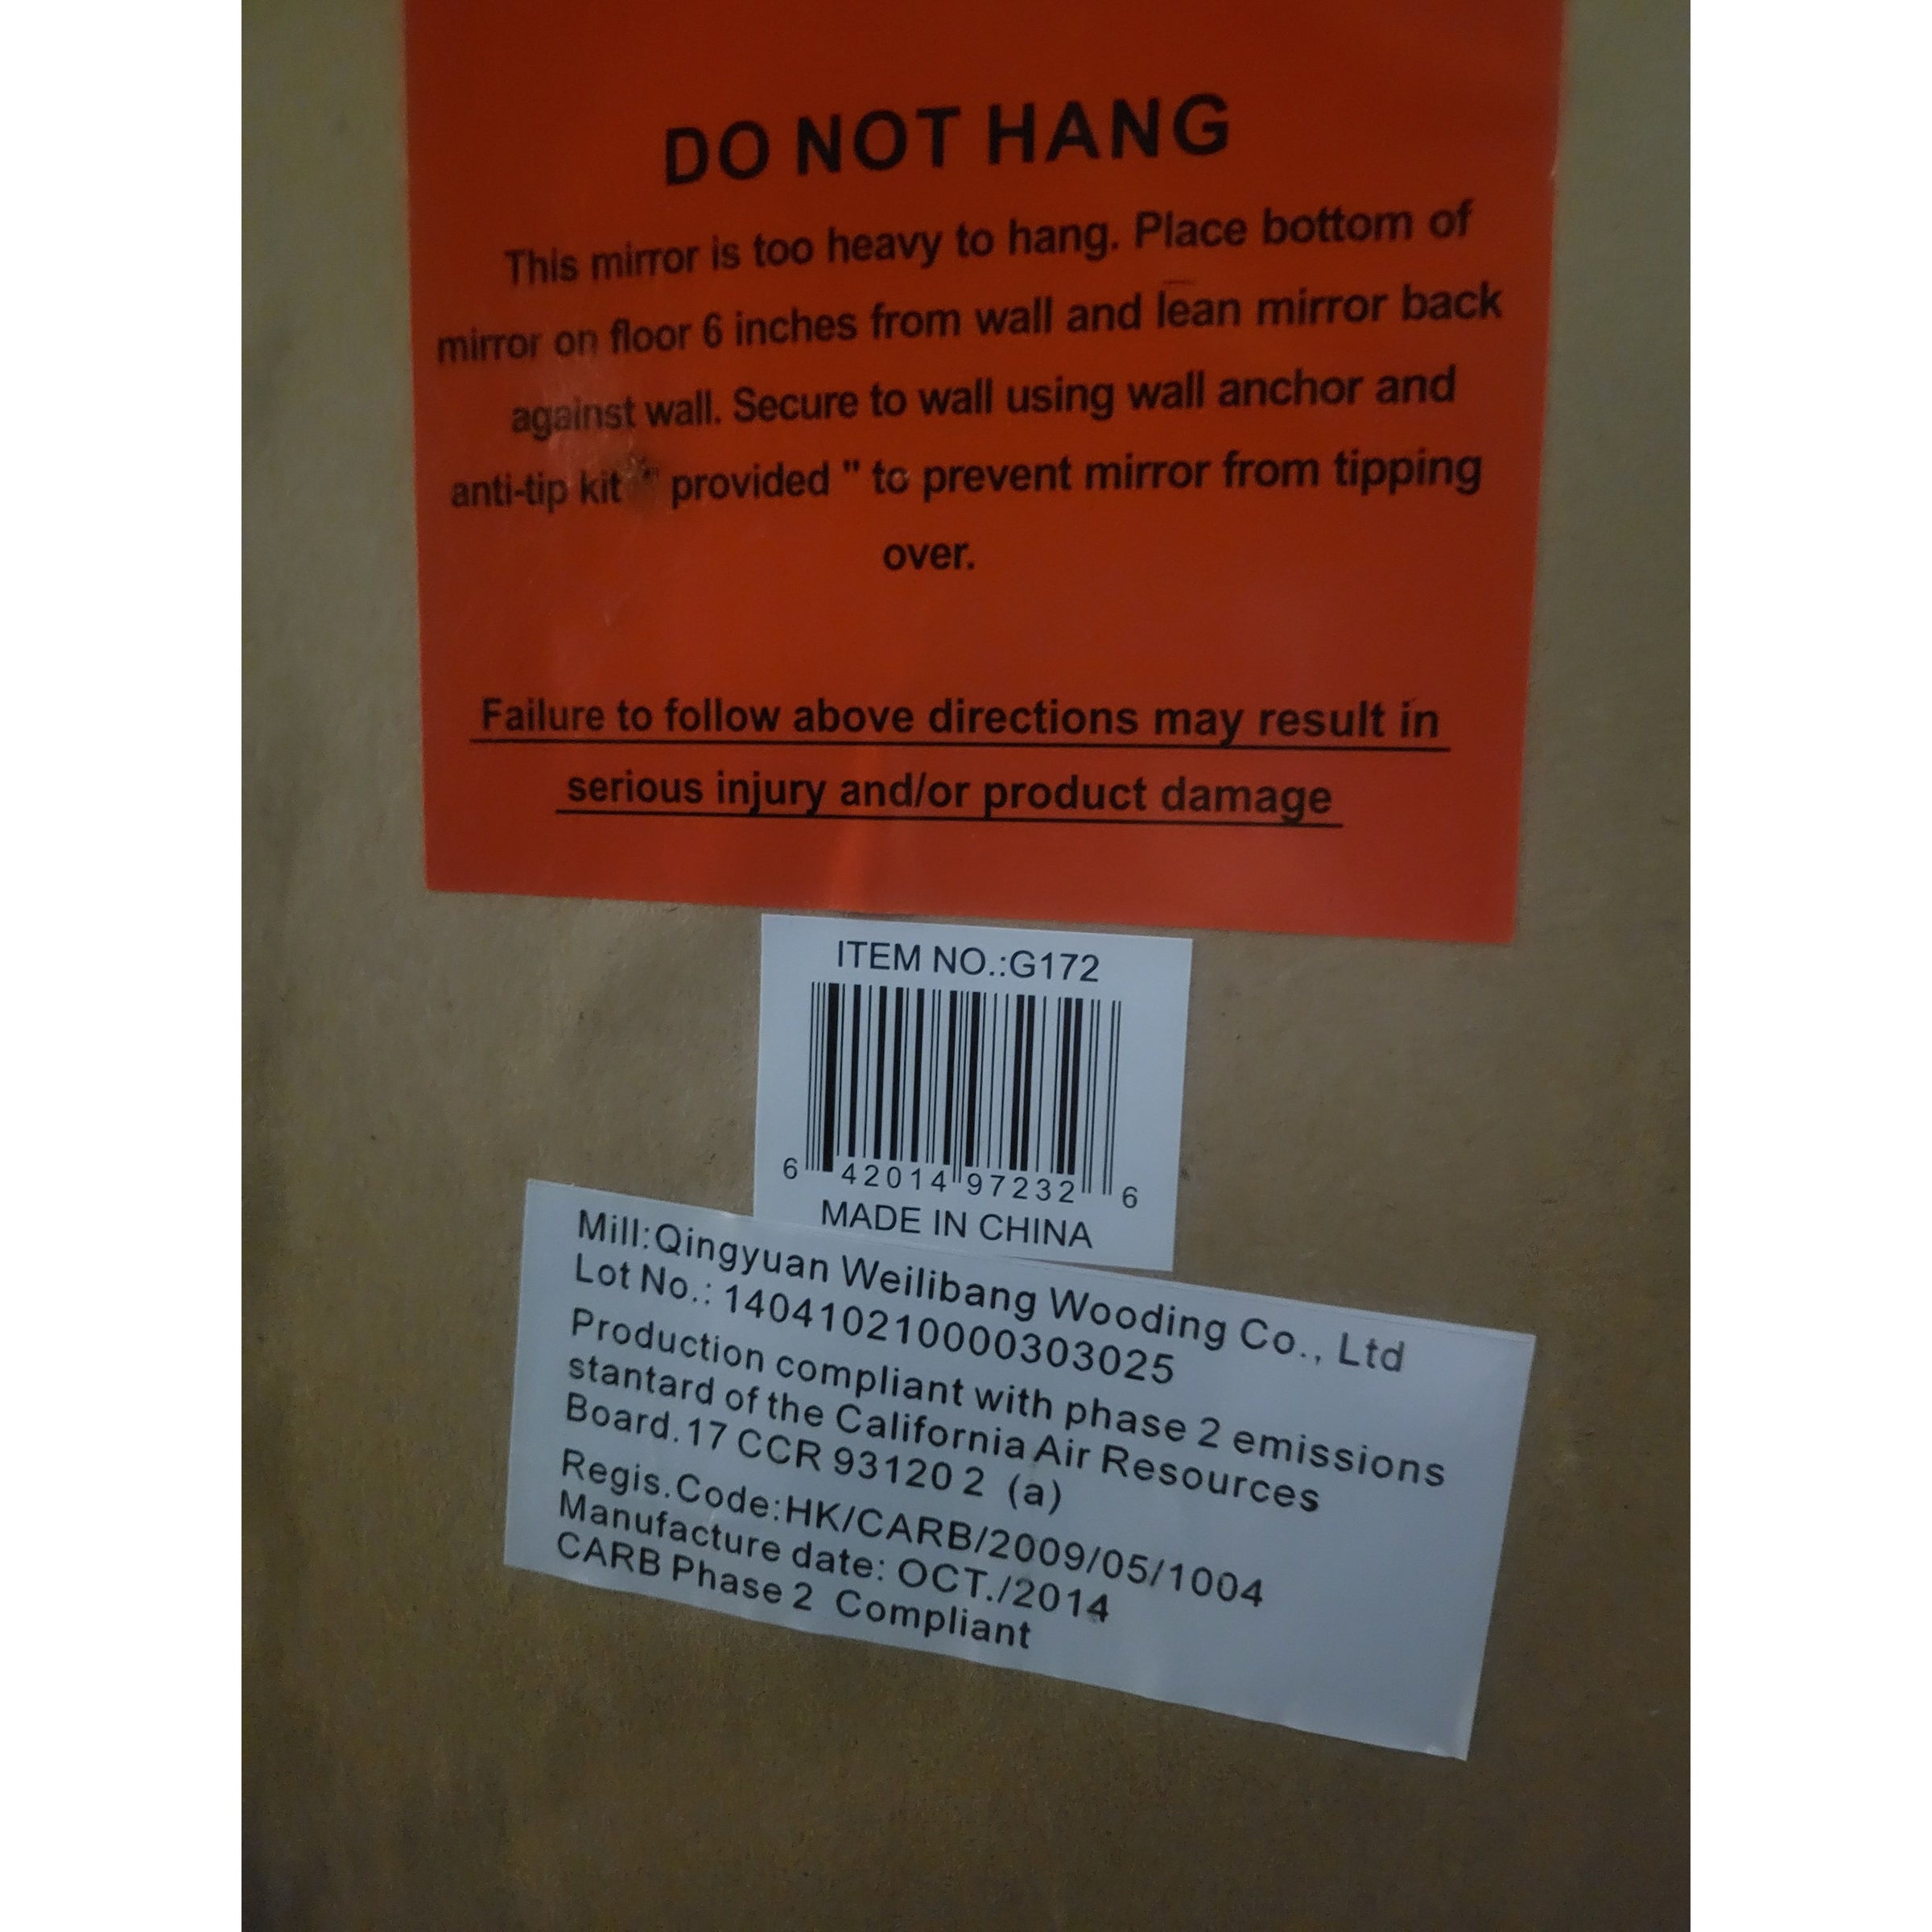 DO NOT HANG
This mirror is too heavy to hang. Place bottom of
mirror on floor 6 inches from wall and lean mirror back
against wall. Secure to wall using wall anchor and
anti-tip kit " provided " to prevent mirror from tipping
over.
Failure to follow above directions may result in
serious injury and/or product damage
ITEM NO.:G172
6 42014 97232 6
MADE IN CHINA
Mill:Qingyuan Weilibang Wooding Co., Ltd
Lot No.: 140410210000303025
Production compliant with phase 2 emissions
stantard of the California Air Resources
Board.17 CCR 93120 2 (a)
Regis.Code:HK/CARB/2009/05/1004
Manufacture date: OCT./2014
CARB Phase 2 Compliant